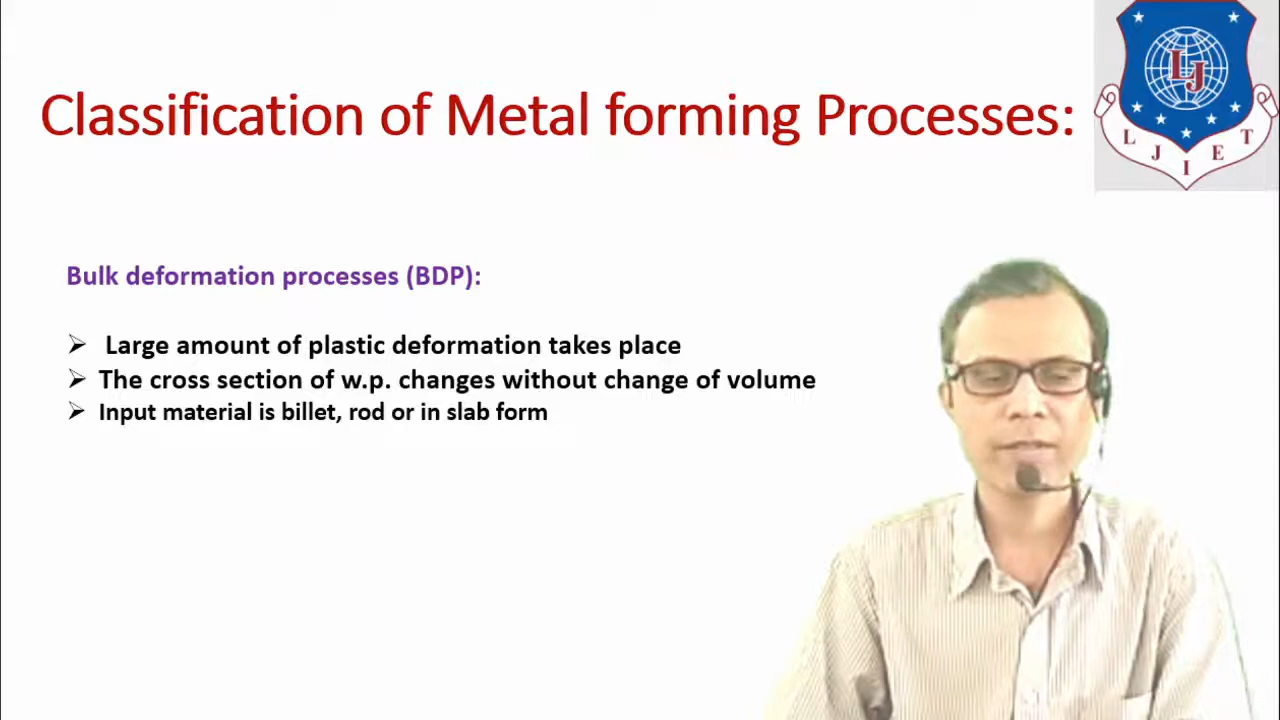 Classification of Metal forming Processes:
LJ
L J I E T
Bulk deformation processes (BDP):
➢ Large amount of plastic deformation takes place
➢ The cross section of w.p. changes without change of volume
➢ Input material is billet, rod or in slab form